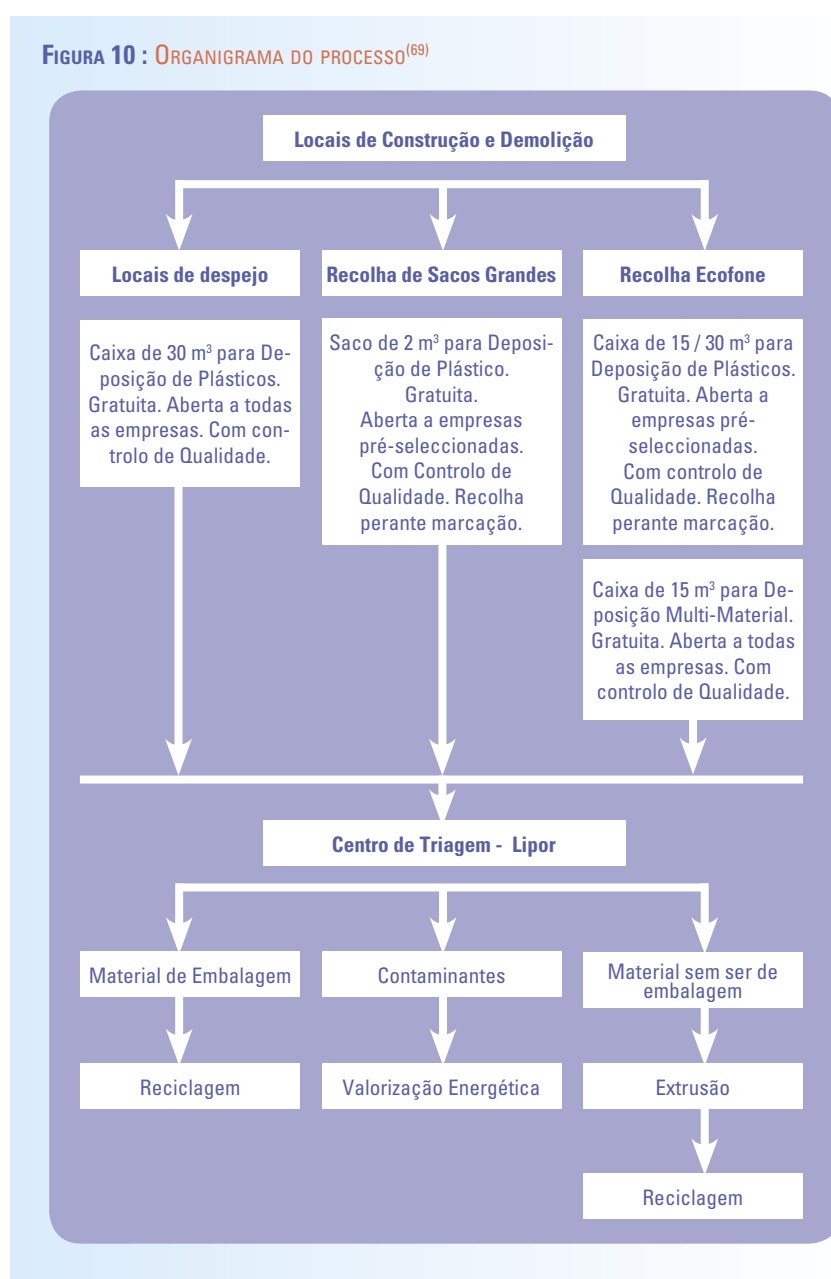 FIGURA 10 : ORGANIGRAMA DO PROCESSO(69)
Locais de Construção e Demolição
Locais de despejo
Caixa de 30 m³ para De-
posição de Plásticos.
Gratuita. Aberta a todas
as empresas. Com con-
trolo de Qualidade.
Recolha de Sacos Grandes
Saco de 2 m³ para Deposi-
ção de Plástico.
Gratuita.
Aberta a empresas
pré-seleccionadas.
Com Controlo de
Qualidade. Recolha
perante marcação.
Recolha Ecofone
Caixa de 15 / 30 m³ para
Deposição de Plásticos.
Gratuita. Aberta a
empresas pré-
seleccionadas.
Com controlo de
Qualidade. Recolha
perante marcação.
Caixa de 15 m³ para De-
posição Multi-Material.
Gratuita. Aberta a todas
as empresas. Com
controlo de Qualidade.
Centro de Triagem - Lipor
Material de Embalagem
Reciclagem
Contaminantes
Valorização Energética
Material sem ser de
embalagem
Extrusão
Reciclagem